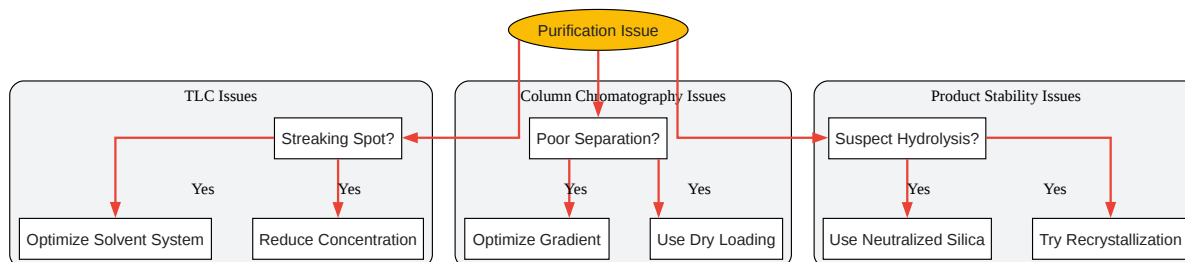 Purification Issue
TLC Issues
Column Chromatography Issues
Product Stability Issues
Streaking Spot?
Poor Separation?
Suspect Hydrolysis?
Yes
Yes
Yes
Yes
Yes
Yes
Optimize Solvent System
Reduce Concentration
Optimize Gradient
Use Dry Loading
Use Neutralized Silica
Try Recrystallization